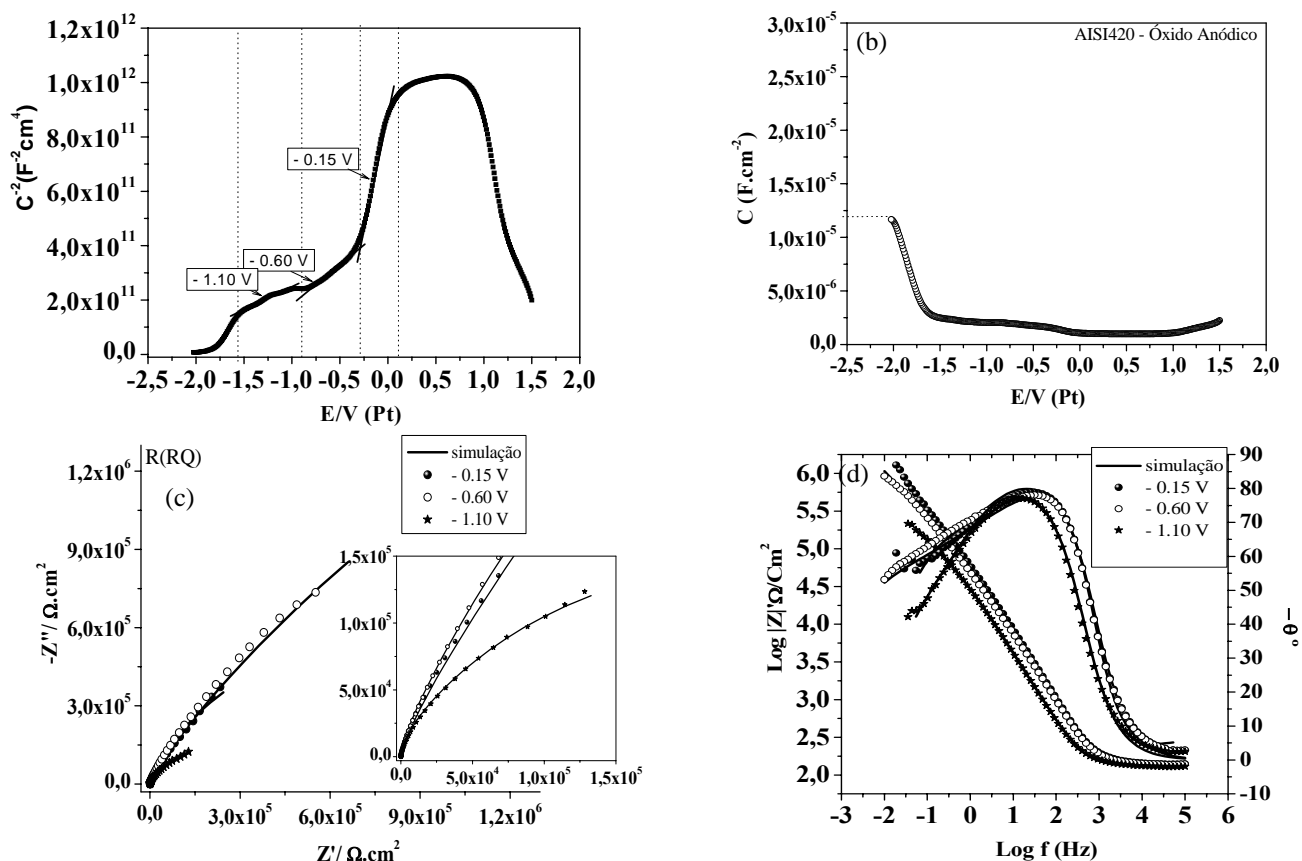 1,2x10¹²
1,0x10¹²
8,0x10¹¹
6,0x10¹¹
4,0x10¹¹
2,0x10¹¹
0,0
C⁻²(F⁻²cm⁴)
- 0.15 V
- 0.60 V
- 1.10 V
-2,5 -2,0 -1,5 -1,0 -0,5 0,0 0,5 1,0 1,5 2,0
E/V (Pt)
(b)
AISI420 - Óxido Anódico
3,0x10⁻⁵
2,5x10⁻⁵
2,0x10⁻⁵
1,5x10⁻⁵
1,0x10⁻⁵
5,0x10⁻⁶
0,0
C (F.cm⁻²)
-2,5 -2,0 -1,5 -1,0 -0,5 0,0 0,5 1,0 1,5 2,0
E/V (Pt)
R(RQ)
(c)
simulação
- 0.15 V
- 0.60 V
- 1.10 V
1,2x10⁶
9,0x10⁵
6,0x10⁵
3,0x10⁵
0,0
-Z''/ Ω.cm²
1,5x10⁵
1,0x10⁵
5,0x10⁴
0,0
0,0 5,0x10⁴ 1,0x10⁵ 1,5x10⁵
0,0 3,0x10⁵ 6,0x10⁵ 9,0x10⁵ 1,2x10⁶
Z'/ Ω.cm²
(d)
simulação
- 0.15 V
- 0.60 V
- 1.10 V
6,0
5,5
5,0
4,5
4,0
3,5
3,0
2,5
2,0
Log |Z|'Ω/Cm²
90
80
70
60
50
40
30
20
10
0
-10
-θ°
-3 -2 -1 0 1 2 3 4 5 6
Log f (Hz)